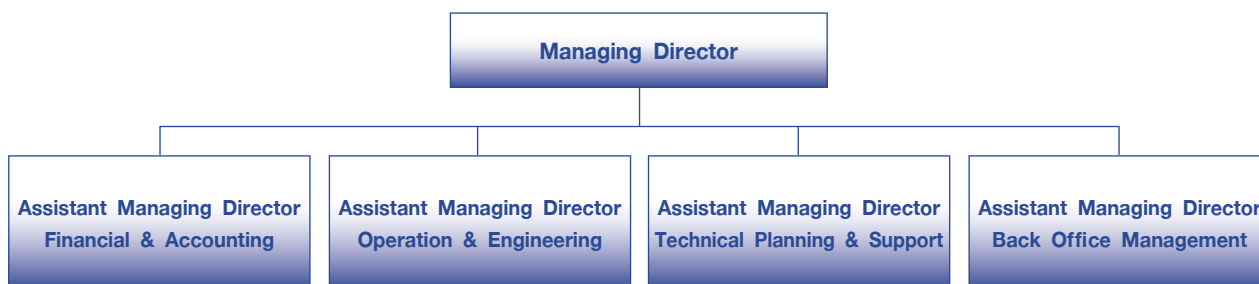 Managing Director
Assistant Managing Director
Financial & Accounting
Assistant Managing Director
Operation & Engineering
Assistant Managing Director
Technical Planning & Support
Assistant Managing Director
Back Office Management